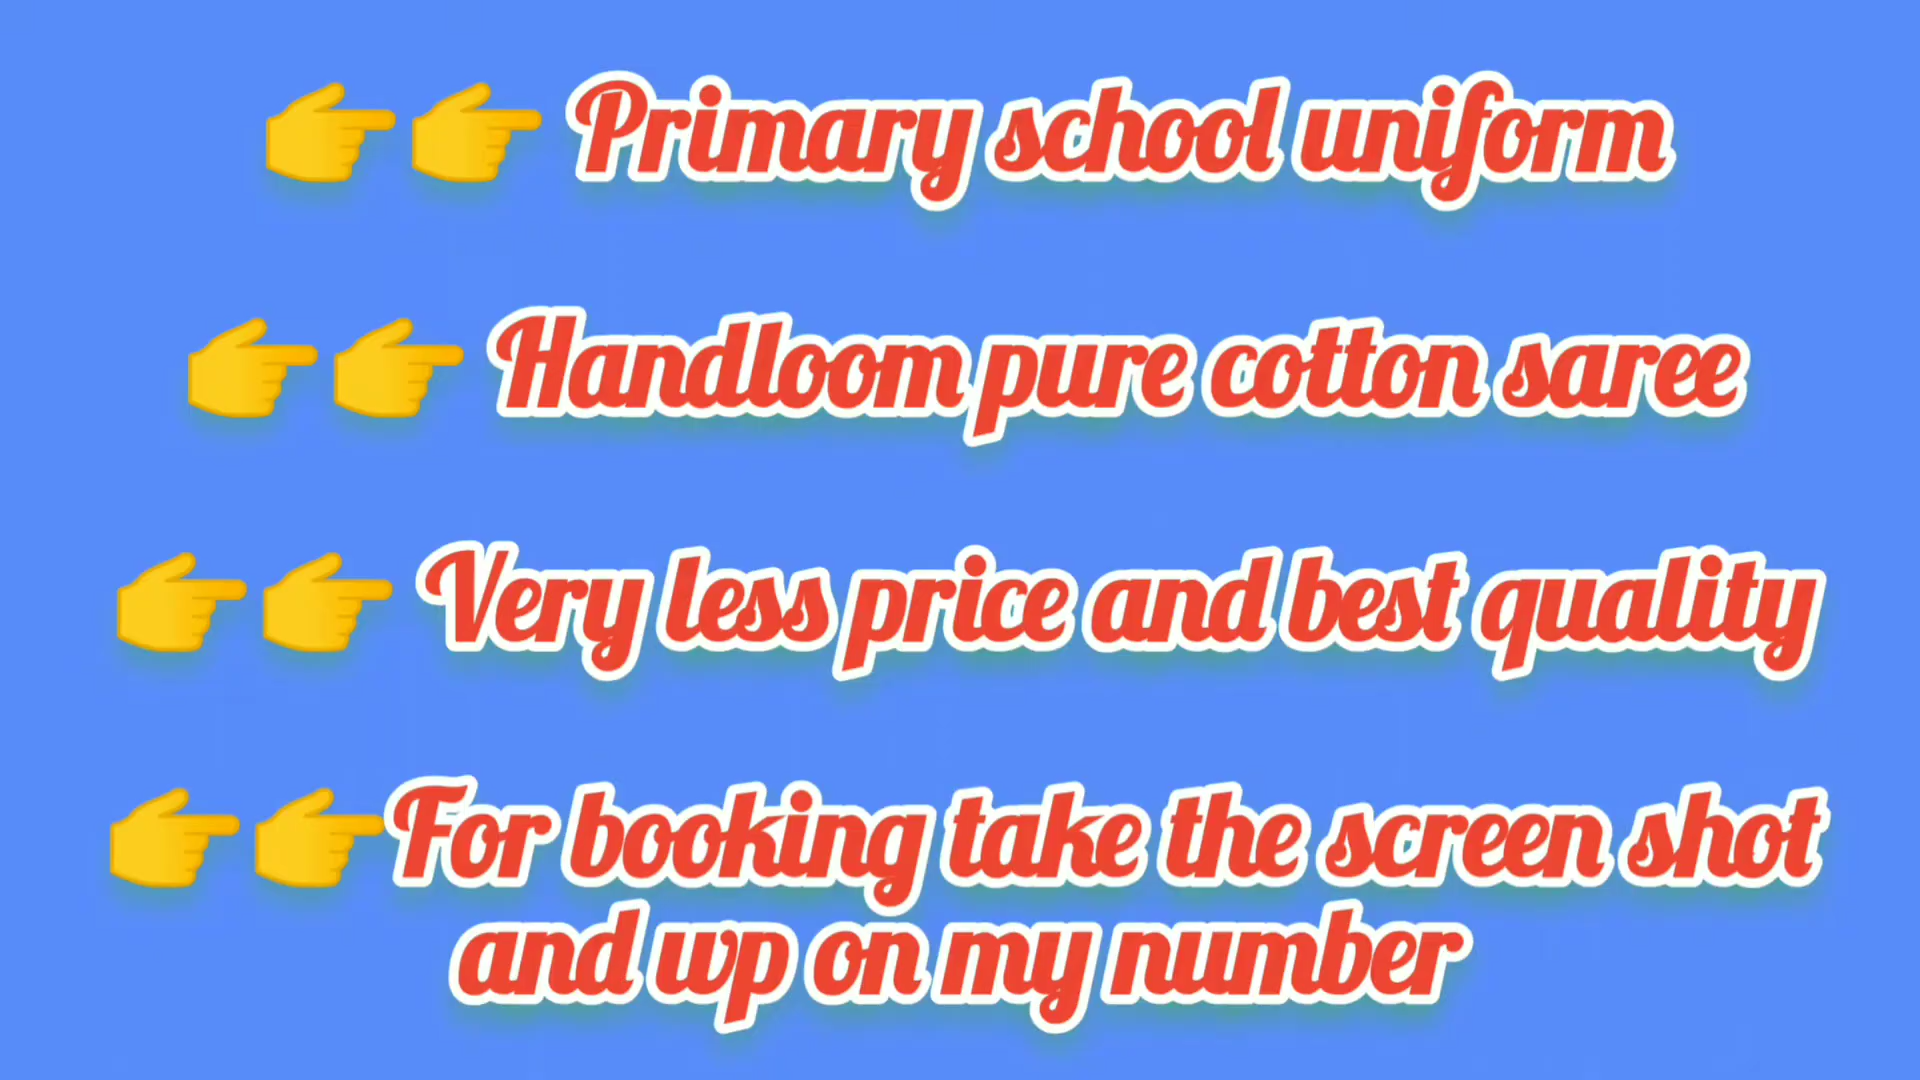 👉👉 Primary school uniform
👉👉 Handloom pure cotton saree
👉👉 Very less price and best quality
👉👉For booking take the screen shot
and wp on my number